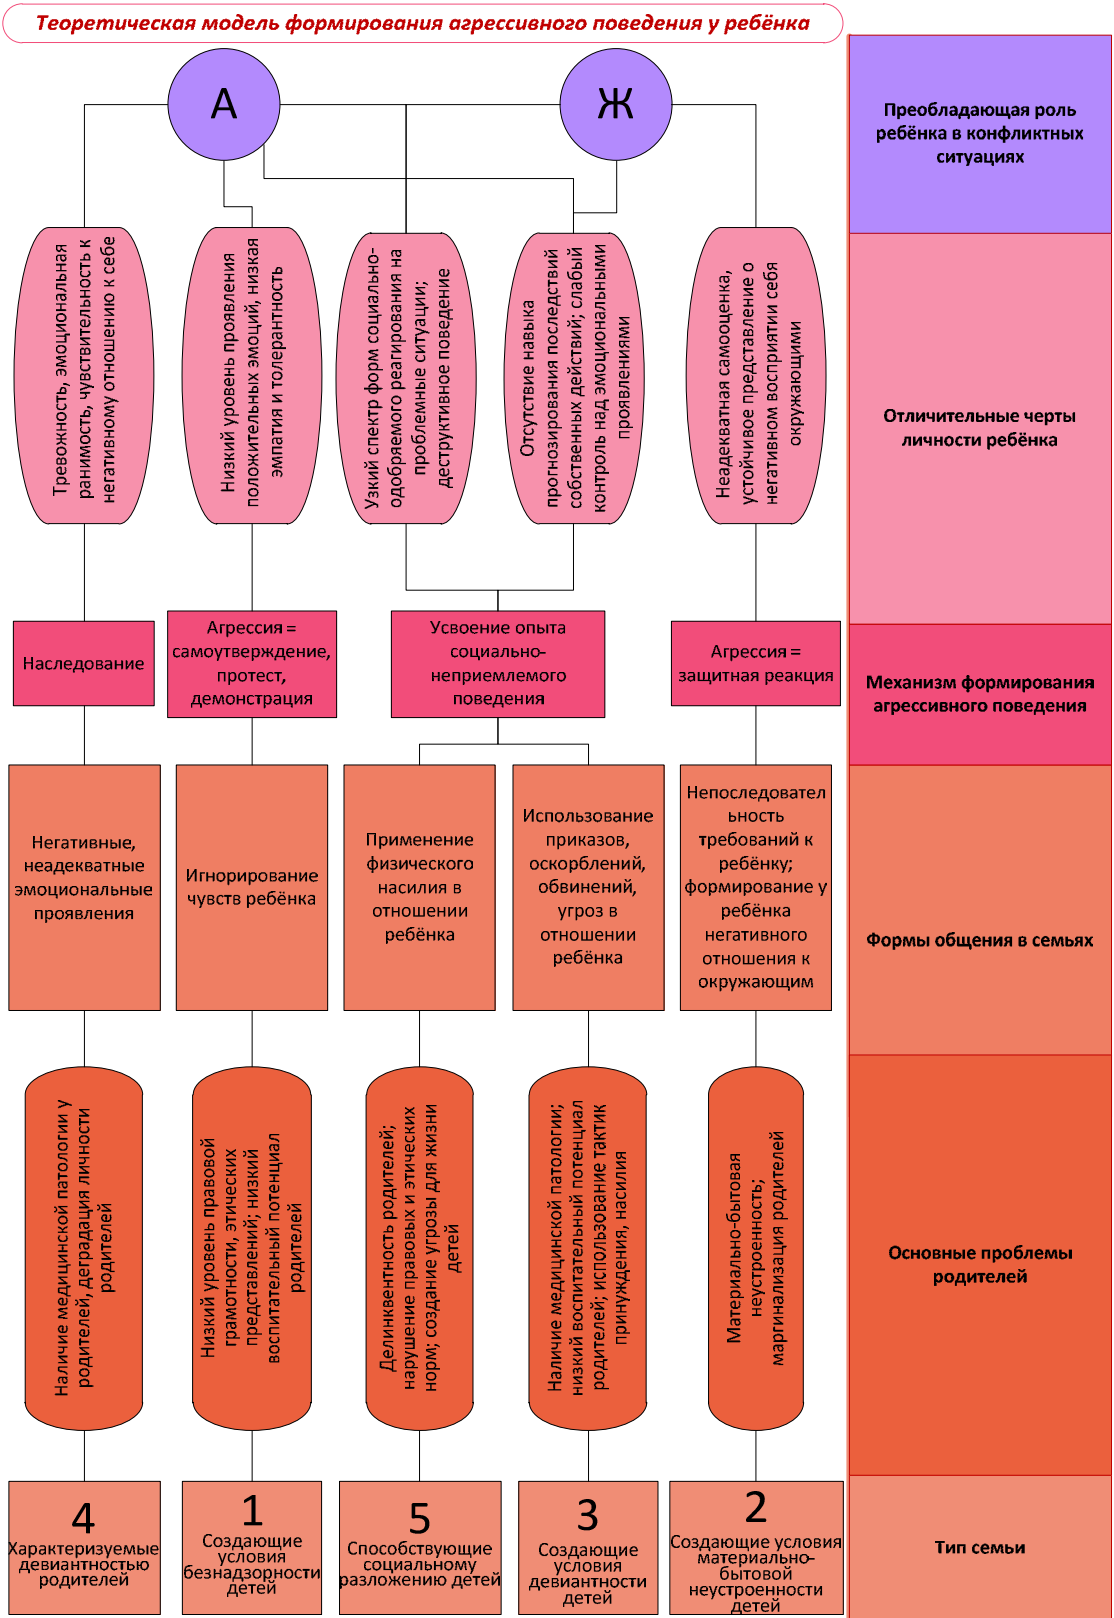 Теоретическая модель формирования агрессивного поведения у ребёнка
А
Ж
Преобладающая роль
ребёнка в конфликтных
ситуациях
Тревожность, эмоциональная
ранимость, чувствительность к
негативному отношению к себе
Низкий уровень проявления
положительных эмоций, низкая
эмпатия и толерантность
Узкий спектр форм социально-
одобряемого реагирования на
проблемные ситуации;
деструктивное поведение
Отсутствие навыка
прогнозирования последствий
собственных действий; слабый
контроль над эмоциональными
проявлениями
Неадекватная самооценка,
устойчивое представление о
негативном восприятии себя
окружающими
Отличительные черты
личности ребёнка
Наследование
Агрессия =
самоутверждение,
протест,
демонстрация
Усвоение опыта
социально-
неприемлемого
поведения
Агрессия =
защитная реакция
Механизм формирования
агрессивного поведения
Негативные,
неадекватные
эмоциональные
проявления
Игнорирование
чувств ребёнка
Применение
физического
насилия в
отношении
ребёнка
Использование
приказов,
оскорблений,
обвинений,
угроз в
отношении
ребёнка
Непоследовател
ьность
требований к
ребёнку;
формирование у
ребёнка
негативного
отношения к
окружающим
Формы общения в семьях
Наличие медицинской патологии у
родителей, деградация личности
родителей
Низкий уровень правовой
грамотности, этических
представлений; низкий
воспитательный потенциал
родителей
Делинквентность родителей;
нарушение правовых и этических
норм; создание угрозы для жизни
детей
Наличие медицинской патологии;
низкий воспитательный потенциал
родителей; использование тактик
принуждения, насилия
Материально-бытовая
неустроенность;
маргинализация родителей
Основные проблемы
родителей
4
Характеризуемые
девиантностью
родителей
1
Создающие
условия
безнадзорности
детей
5
Способствующие
социальному
разложению детей
3
Создающие
условия
девиантности
детей
2
Создающие условия
материально-
бытовой
неустроенности
детей
Тип семьи